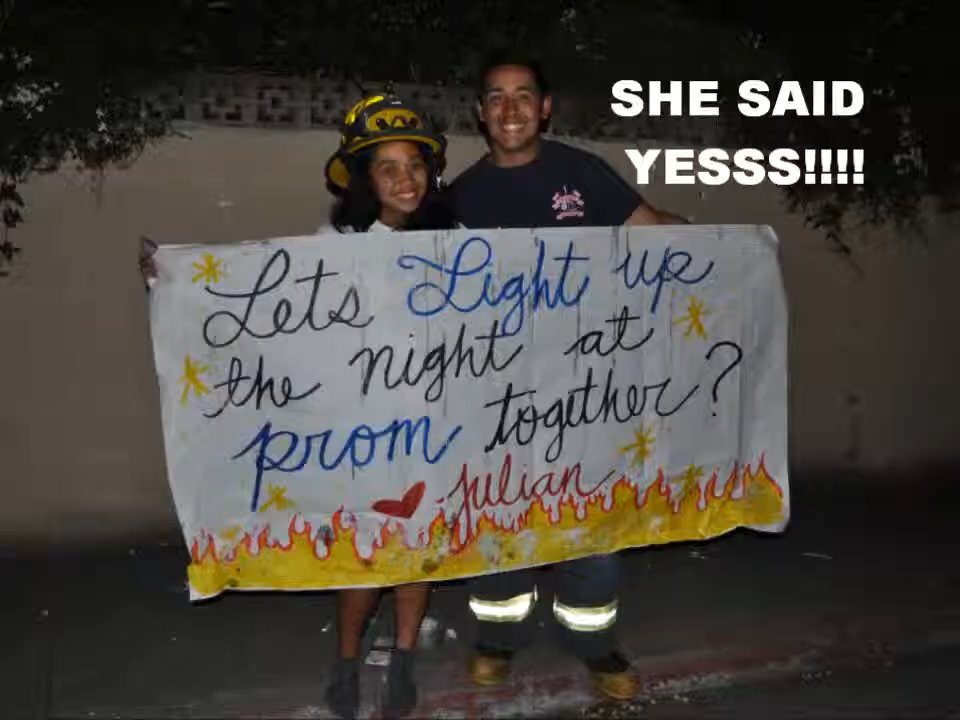 SHE SAID
YESSS!!!!
Lets Light up
the night at
prom together?
-Julian